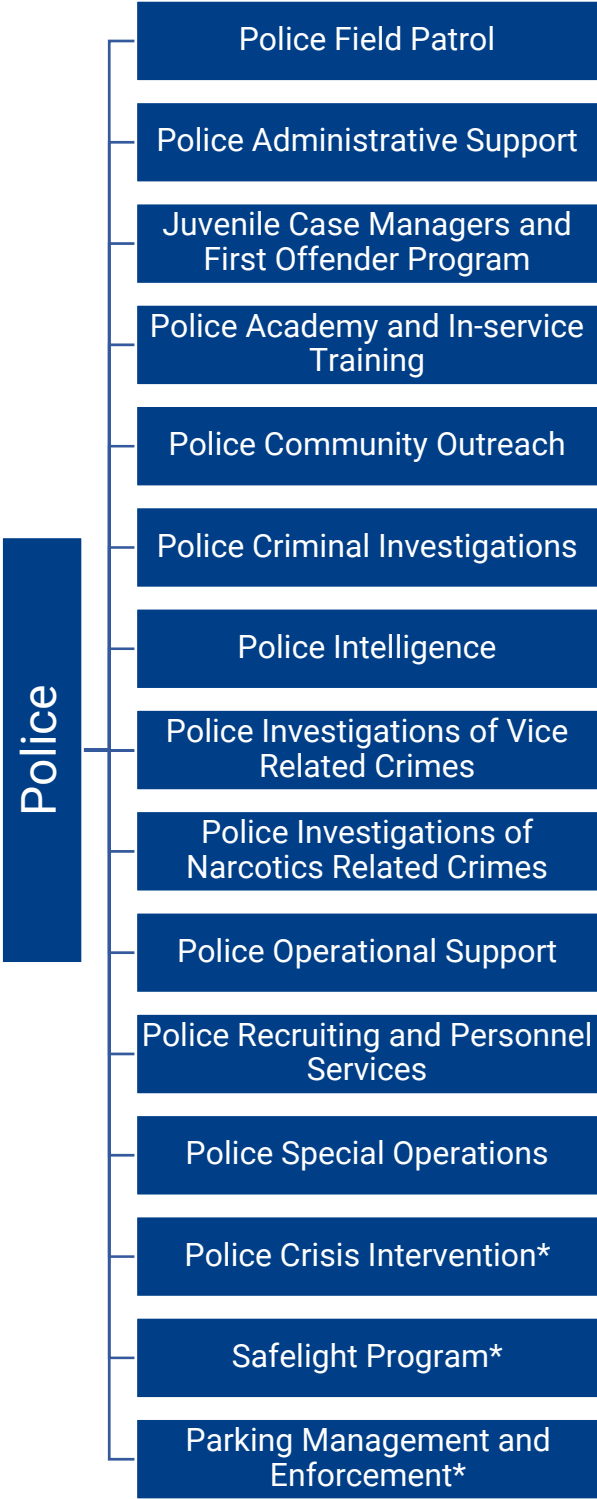 Police
Police Field Patrol
Police Administrative Support
Juvenile Case Managers and
First Offender Program
Police Academy and In-service
Training
Police Community Outreach
Police Criminal Investigations
Police Intelligence
Police Investigations of Vice
Related Crimes
Police Investigations of
Narcotics Related Crimes
Police Operational Support
Police Recruiting and Personnel
Services
Police Special Operations
Police Crisis Intervention*
Safelight Program*
Parking Management and
Enforcement*